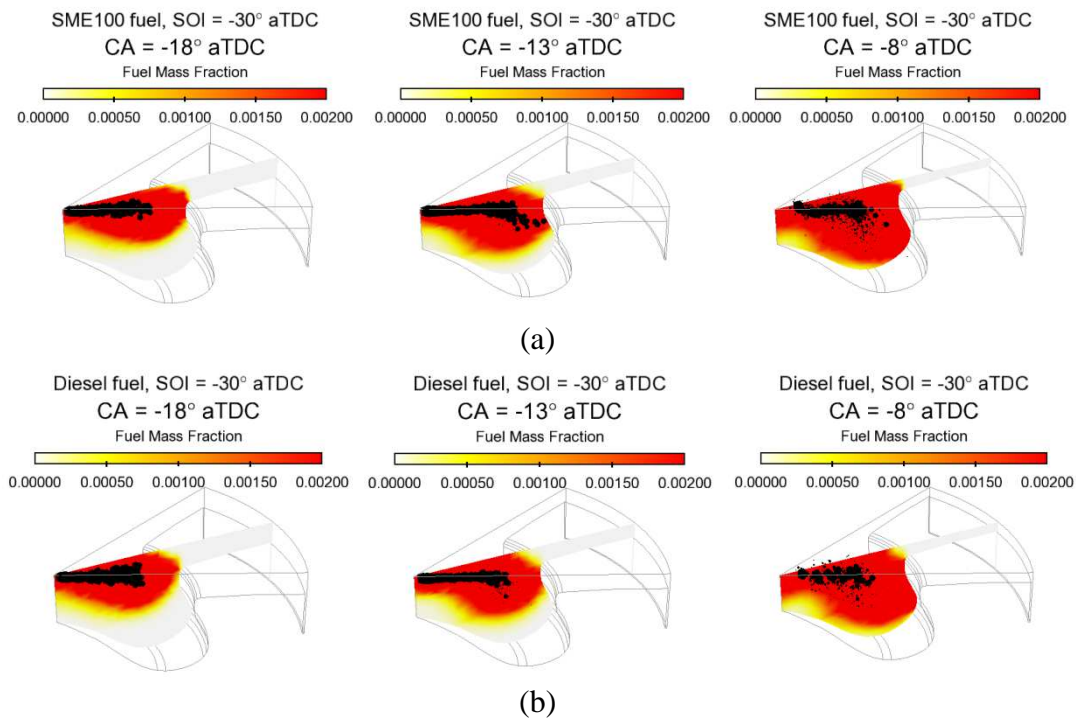 SME100 fuel, SOI = -30° aTDC
CA = -18° aTDC
Fuel Mass Fraction
0.00000 0.00050 0.00100 0.00150 0.00200
SME100 fuel, SOI = -30° aTDC
CA = -13° aTDC
Fuel Mass Fraction
0.00000 0.00050 0.00100 0.00150 0.00200
SME100 fuel, SOI = -30° aTDC
CA = -8° aTDC
Fuel Mass Fraction
0.00000 0.00050 0.00100 0.00150 0.00200
(a)
Diesel fuel, SOI = -30° aTDC
CA = -18° aTDC
Fuel Mass Fraction
0.00000 0.00050 0.00100 0.00150 0.00200
Diesel fuel, SOI = -30° aTDC
CA = -13° aTDC
Fuel Mass Fraction
0.00000 0.00050 0.00100 0.00150 0.00200
Diesel fuel, SOI = -30° aTDC
CA = -8° aTDC
Fuel Mass Fraction
0.00000 0.00050 0.00100 0.00150 0.00200
(b)